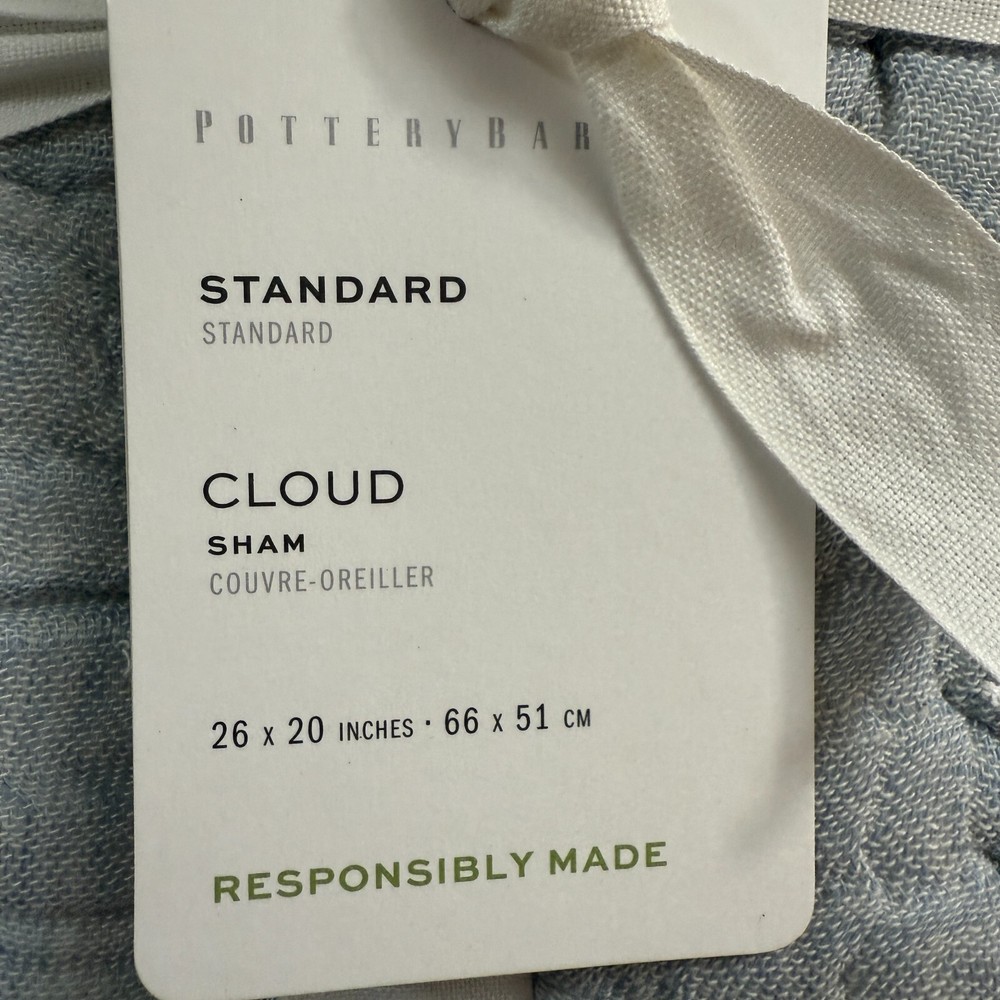 POTTERYBAR
STANDARD
STANDARD
CLOUD
SHAM
COUVRE-OREILLER
26 x 20 INCHES · 66 x 51 CM
RESPONSIBLY MADE